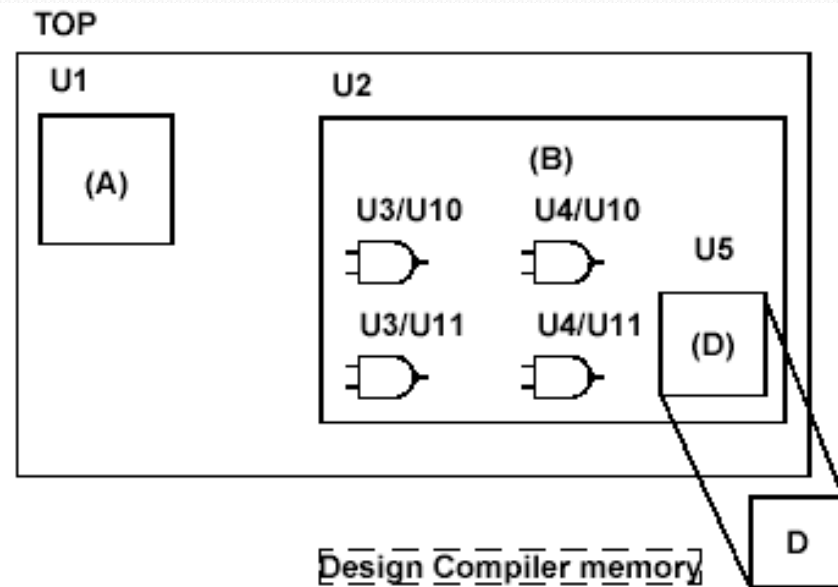 TOP
U1
U2
(A)
(B)
U3/U10 U4/U10
U5
U3/U11 U4/U11
(D)
D
Design Compiler memory